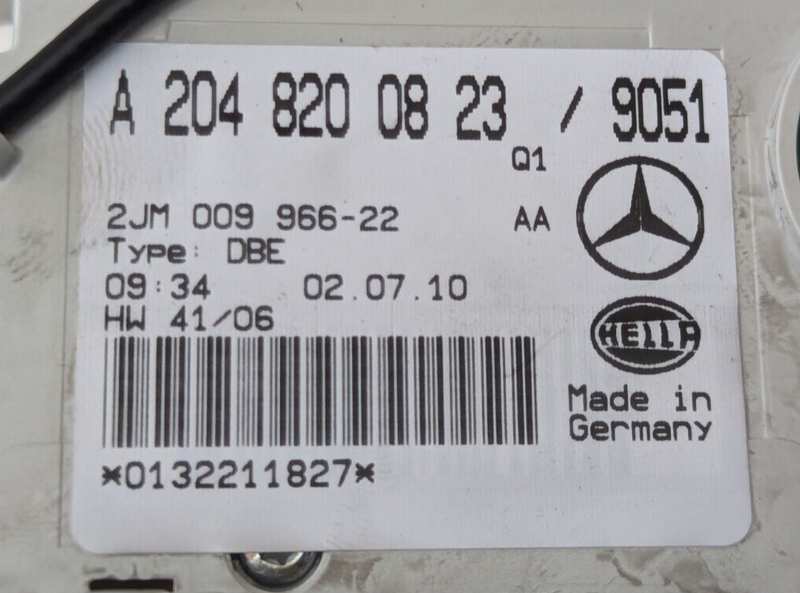 A 204 820 08 23 / 9051
Q1
2JM 009 966-22 AA
Type: DBE
09:34 02.07.10
HW 41/06
HELLA
Made in
Germany
*0132211827*